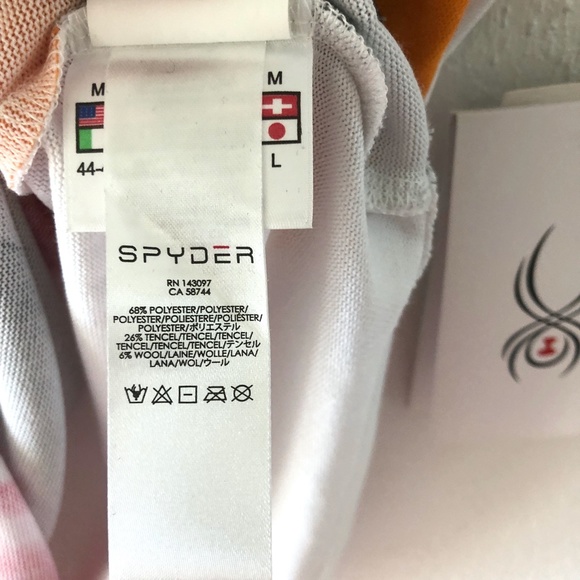 M
M
44-
L
SPYDER
RN 143097
CA 58744
68% POLYESTER/POLYESTER/
POLYESTER/POLIESTERE/POLIÉSTER/
POLYESTER/ポリエステル
26% TENCEL/TENCEL/TENCEL/
TENCEL/TENCEL/TENCEL/テンセル
6% WOOL/LAINE/WOLLE/LANA/
LANA/WOL/ウール